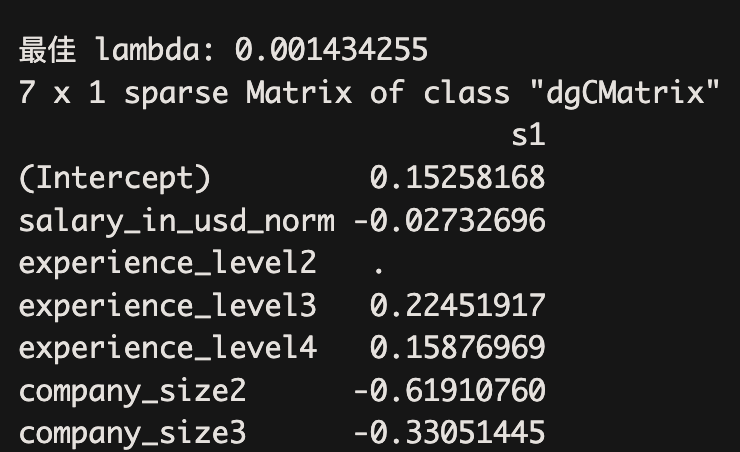 最佳 lambda: 0.001434255
7 x 1 sparse Matrix of class "dgCMatrix"
s1
(Intercept) 0.15258168
salary_in_usd_norm -0.02732696
experience_level2 .
experience_level3 0.22451917
experience_level4 0.15876969
company_size2 -0.61910760
company_size3 -0.33051445